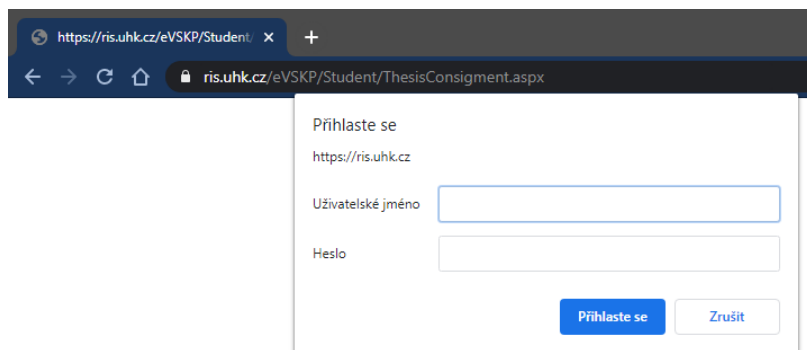 https://ris.uhk.cz/eVSKP/Student/
ris.uhk.cz/eVSKP/Student/ThesisConsigment.aspx
Přihlaste se
https://ris.uhk.cz
Uživatelské jméno
Heslo
Přihlaste se Zrušit